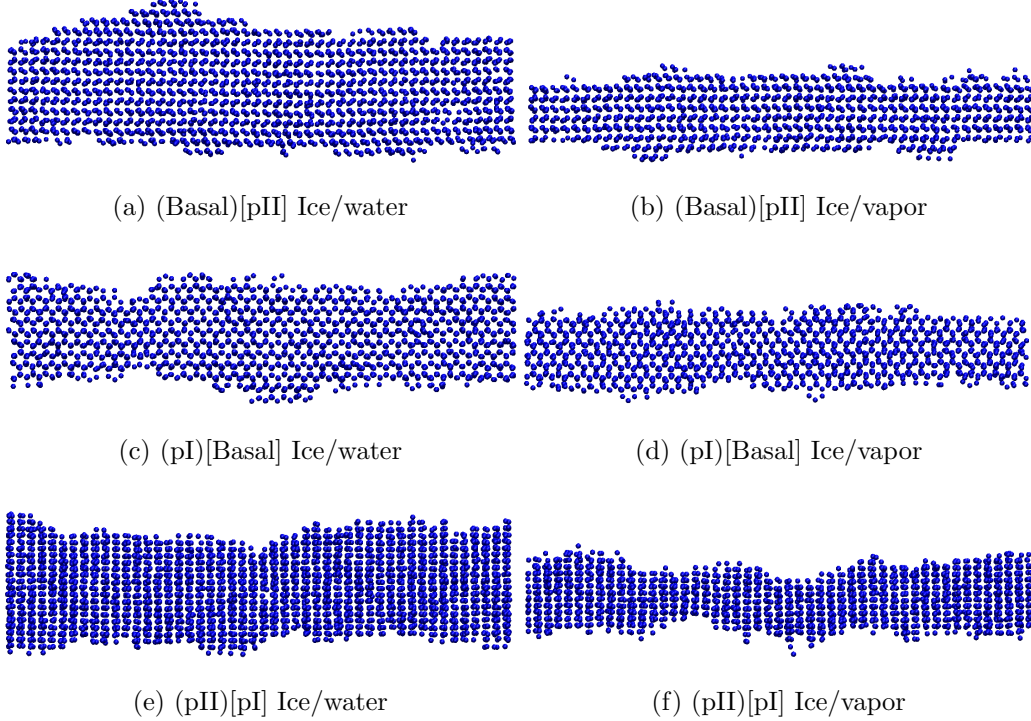 (a) (Basal)[pII] Ice/water
(b) (Basal)[pII] Ice/vapor
(c) (pI)[Basal] Ice/water
(d) (pI)[Basal] Ice/vapor
(e) (pII)[pI] Ice/water
(f) (pII)[pI] Ice/vapor